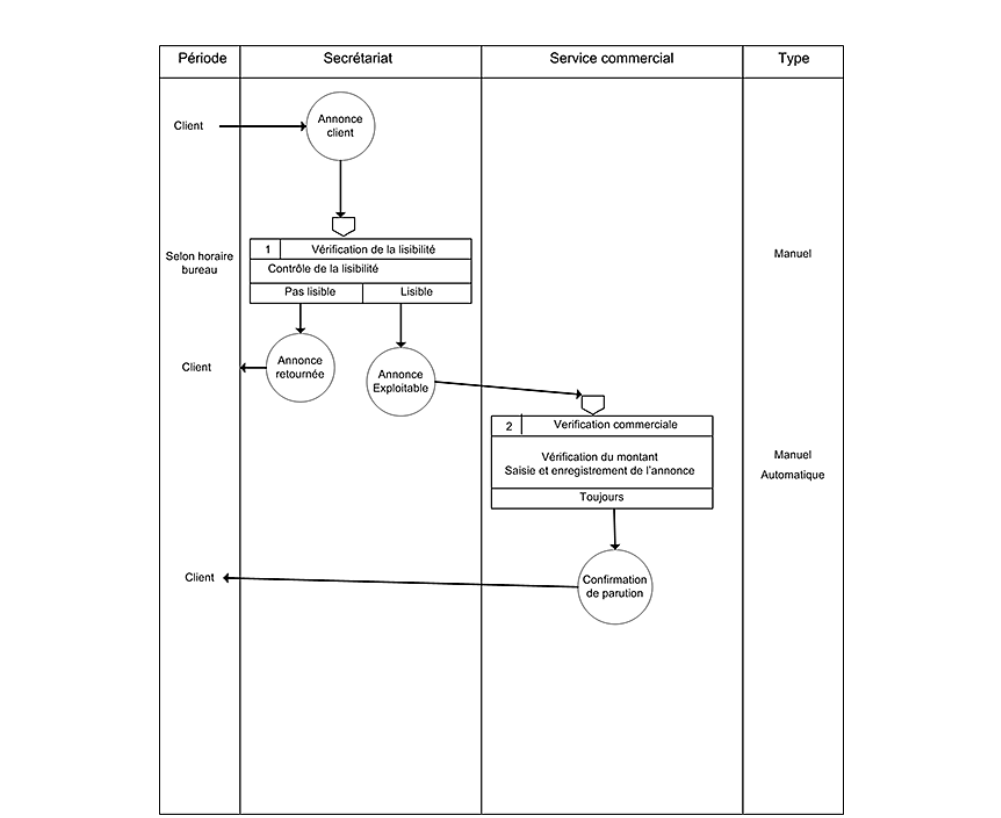 Période
Secrétariat
Service commercial
Type
Client
Annonce
client
1
Vérification de la lisibilité
Selon horaire
bureau
Contrôle de la lisibilité
Manuel
Pas lisible
Lisible
Client
Annonce
retournée
Annonce
Exploitable
2
Verification commerciale
Vérification du montant
Saisie et enregistrement de l'annonce
Manuel
Automatique
Toujours
Client
Confirmation
de parution